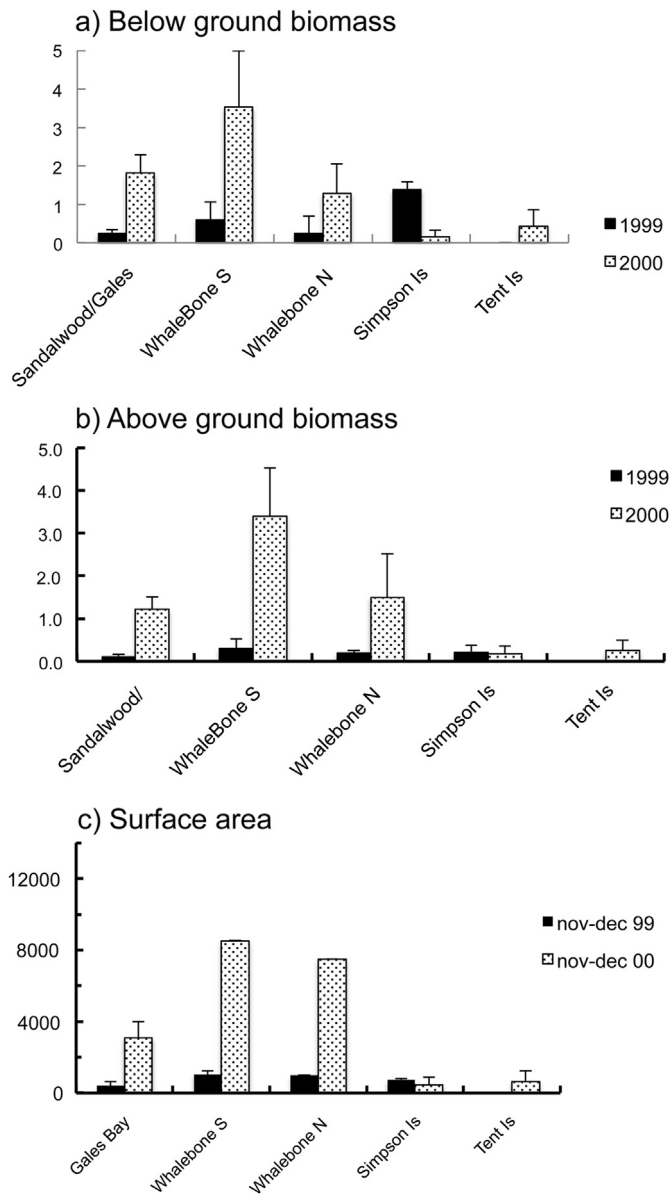 a) Below ground biomass
5
4
3
2
1
0
1999
2000
Sandalwood/Gales
WhaleBone S
Whalebone N
Simpson Is
Tent Is
b) Above ground biomass
5.0
4.0
3.0
2.0
1.0
0.0
1999
2000
Sandalwood/
WhaleBone S
Whalebone N
Simpson Is
Tent Is
c) Surface area
12000
8000
4000
0
nov-dec 99
nov-dec 00
Gales Bay
Whalebone S
Whalebone N
Simpson Is
Tent Is